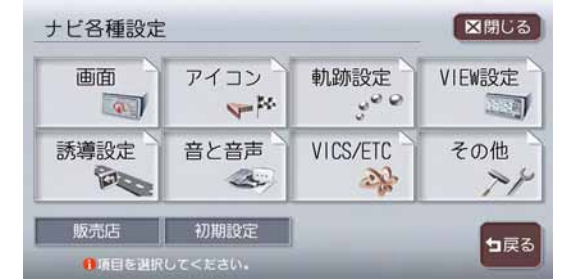 ナビ各種設定
閉じる
画面
アイコン
軌跡設定
VIEW設定
誘導設定
音と音声
VICS/ETC
その他
販売店
初期設定
戻る
項目を選択してください。